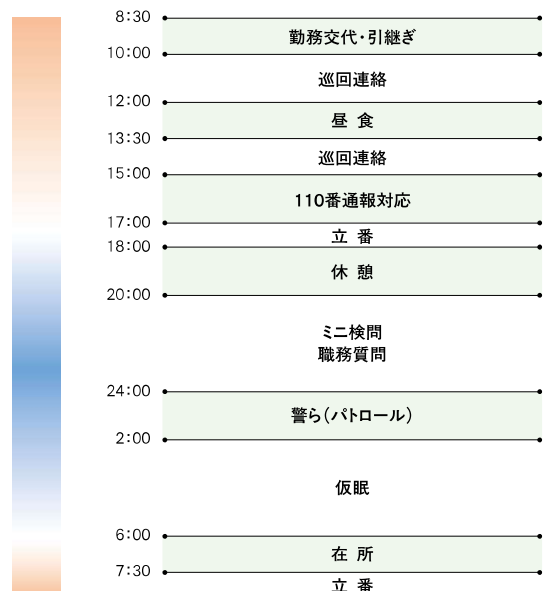 8:30
勤務交代・引継ぎ
10:00
巡回連絡
12:00
昼 食
13:30
巡回連絡
15:00
110番通報対応
17:00
立 番
18:00
休 憩
20:00
ミニ検問
職務質問
24:00
警ら(パトロール)
2:00
仮眠
6:00
在 所
7:30
立 番